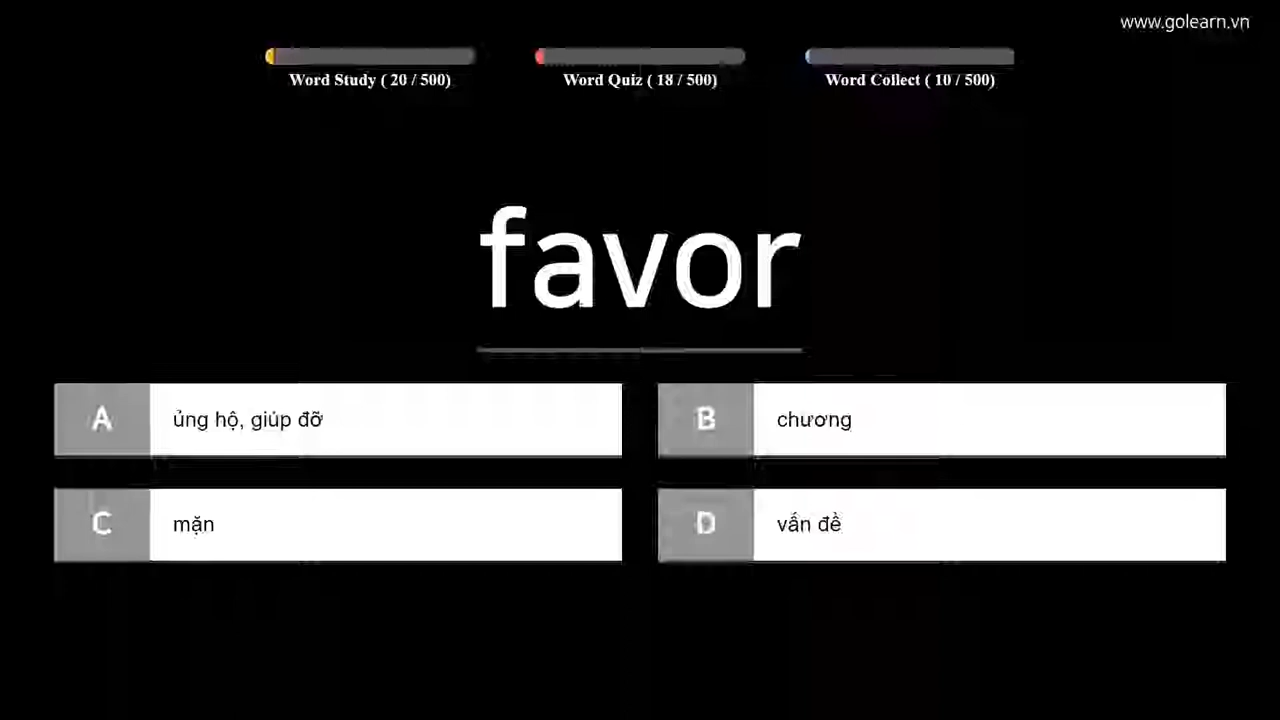 www.golearn.vn
Word Study ( 20 / 500)
Word Quiz ( 18 / 500)
Word Collect ( 10 / 500)
favor
A ủng hộ, giúp đỡ
B chương
C mặn
D vấn đề